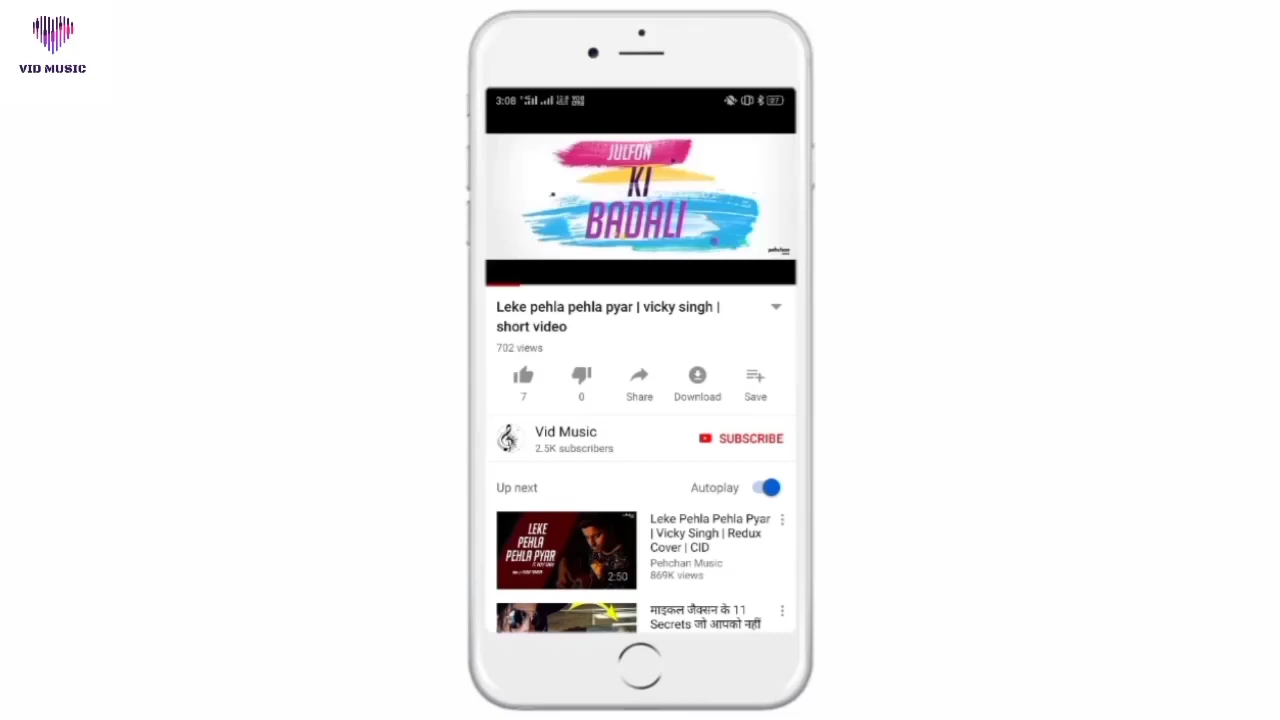 VID MUSIC
3:08
27
JULFON
KI
BADALI
pehchan
Leke pehla pehla pyar | vicky singh |
short video
702 views
7
0
Share
Download
Save
Vid Music
2.5K subscribers
SUBSCRIBE
Up next
Autoplay
LEKE
PEHLA
PEHLA PYAR
2:50
Leke Pehla Pehla Pyar
| Vicky Singh | Redux
Cover | CID
Pehchan Music
869K views
माइकल जैक्सन के 11
Secrets जो आपको नहीं